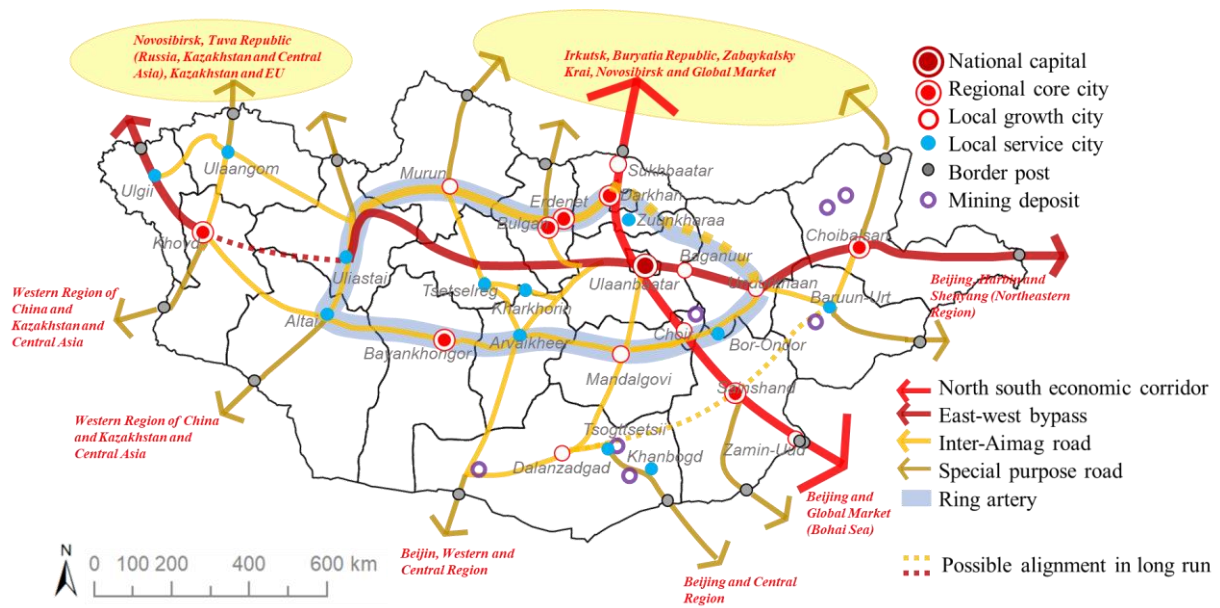 Novosibirsk, Tuva Republic
(Russia, Kazakhstan and Central
Asia), Kazakhstan and EU
Irkutsk, Buryatia Republic, Zabaykalsky
Krai, Novosibirsk and Global Market
National capital
Regional core city
Local growth city
Local service city
Border post
Mining deposit
Ulgii
Ulaangom
Murun
Sukhbaatar
Darkhan
Erdenet
Bulgan
Zuunkharaa
Khovd
Uliastai
Tsetselreg
Kharkhorin
Ulaanbaatar
Baganuur
Undurkhaan
Choibalsan
Baruun-Urt
Beijing, Harbin and
Shenyang (Northeastern
Region)
Western Region of
China and
Kazakhstan and
Central Asia
Altai
Bayankhongor
Arvaikheer
Choir
Bor-Ondor
Mandalgovi
Sainshand
Western Region of China
and Kazakhstan and
Central Asia
Tsogttsetsii
Dalanzadgad
Khanbogd
Zamin-Uud
North south economic corridor
East-west bypass
Inter-Aimag road
Special purpose road
Ring artery
Possible alignment in long run
Beijing and
Global Market
(Bohai Sea)
Beijin, Western and
Central Region
Beijing and Central
Region
N
0 100 200 400 600 km